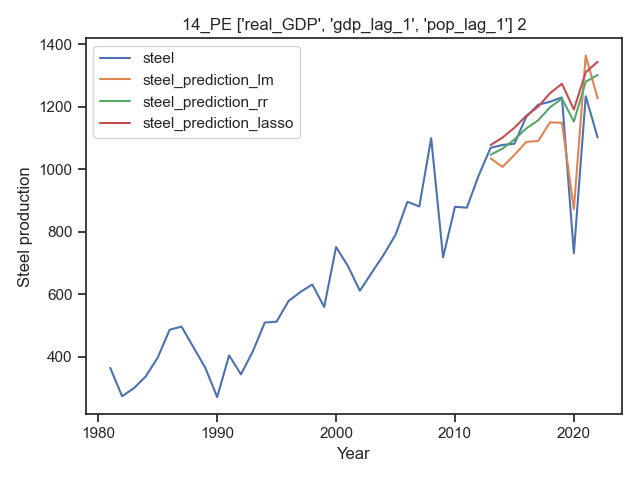 14_PE ['real_GDP', 'gdp_lag_1', 'pop_lag_1'] 2
steel
steel_prediction_lm
steel_prediction_rr
steel_prediction_lasso
Steel production
1400
1200
1000
800
600
400
1980
1990
2000
2010
2020
Year